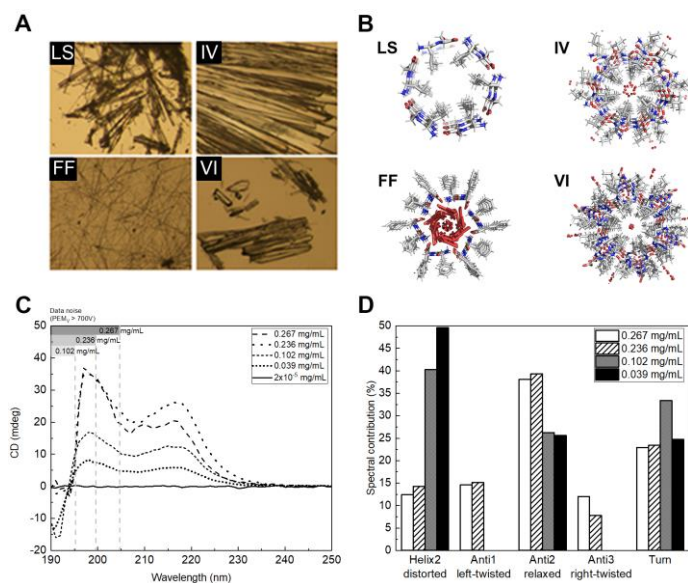 A
LS
IV
FF
VI
B
LS
IV
FF
VI
C
Data noise
(PEMV > 700V)
0.267 mg/mL
0.236 mg/mL
0.102 mg/mL
0.267 mg/mL
0.236 mg/mL
0.102 mg/mL
0.039 mg/mL
2x10⁻⁵ mg/mL
CD (mdeg)
50
40
30
20
10
0
-10
-20
190 200 210 220 230 240 250
Wavelength (nm)
D
0.267 mg/mL
0.236 mg/mL
0.102 mg/mL
0.039 mg/mL
Spectral contribution (%)
50
45
40
35
30
25
20
15
10
5
0
Helix2 Anti1 Anti2 Anti3 Turn
distorted left-twisted relaxed right-twisted